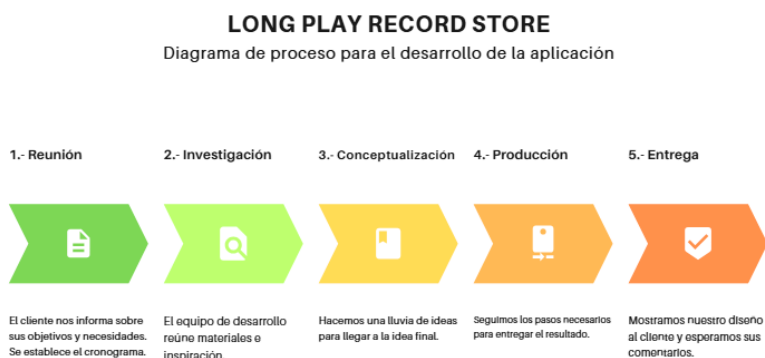 LONG PLAY RECORD STORE
Diagrama de proceso para el desarrollo de la aplicación
1.- Reunión
2.- Investigación
3.- Conceptualización
4.- Producción
5.- Entrega
El cliente nos informa sobre
sus objetivos y necesidades.
Se establece el cronograma.
El equipo de desarrollo
reúne materiales e
inspiración.
Hacemos una lluvia de ideas
para llegar a la idea final.
Seguimos los pasos necesarios
para entregar el resultado.
Mostramos nuestro diseño
al cliente y esperamos sus
comentarios.